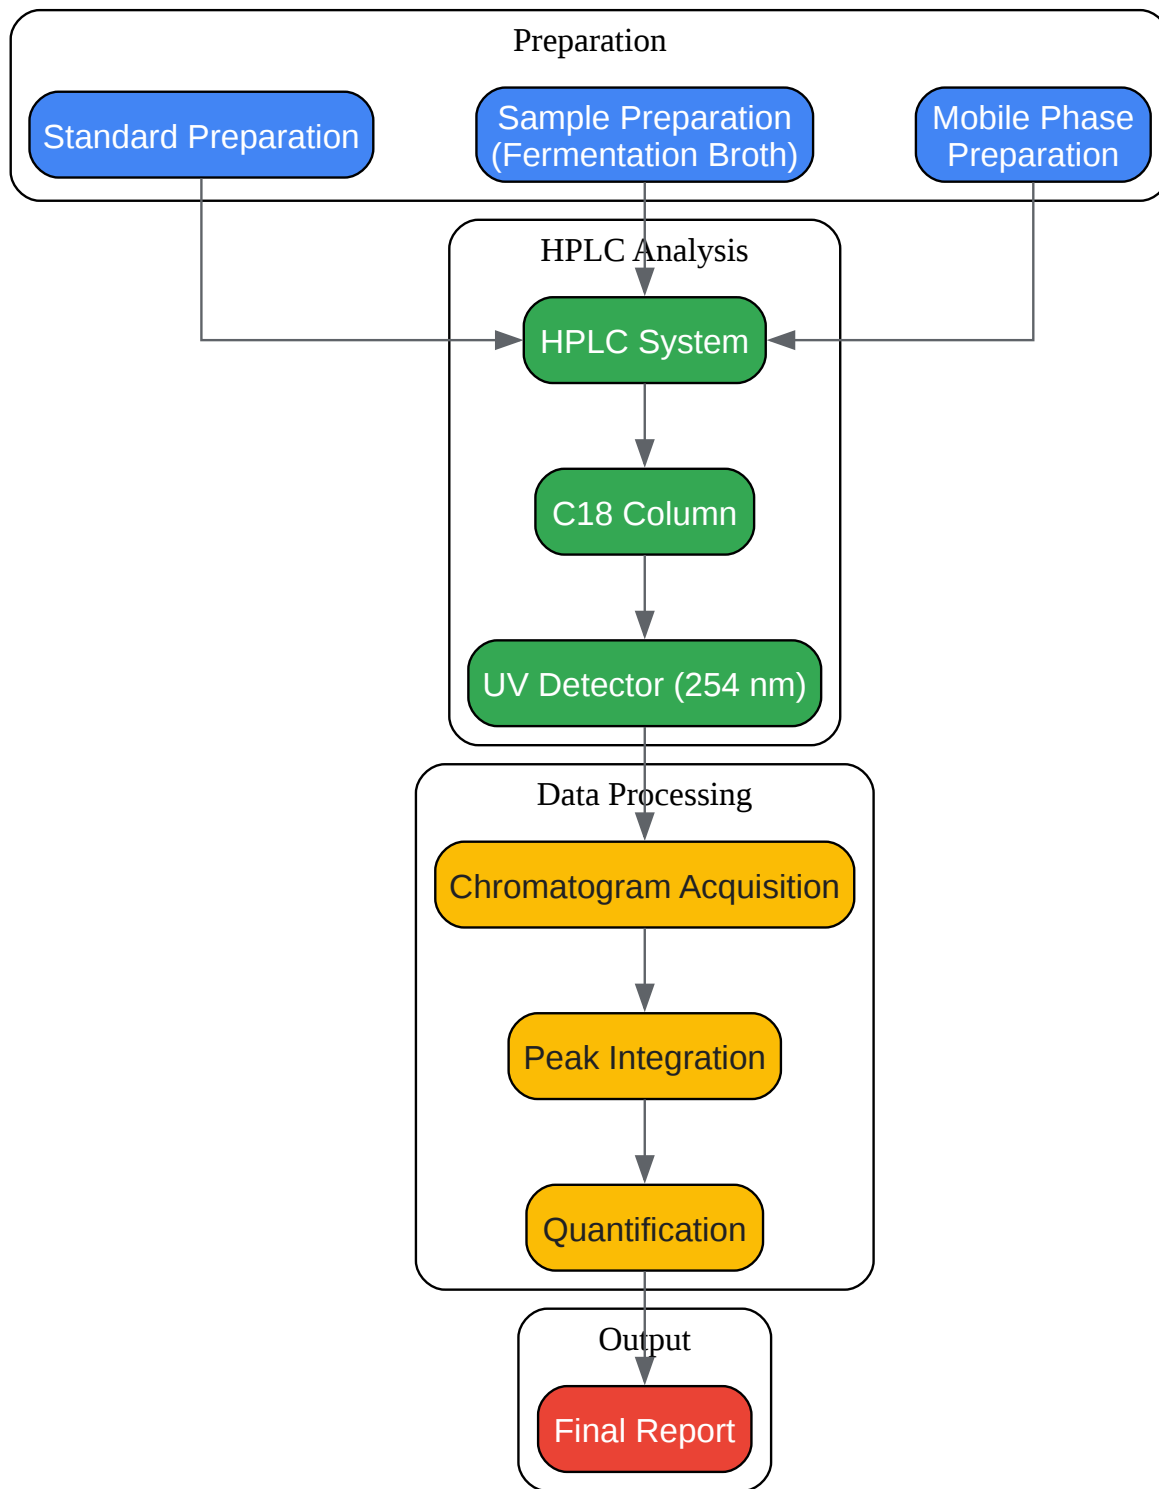 Preparation
Standard Preparation
Sample Preparation
(Fermentation Broth)
Mobile Phase
Preparation
HPLC Analysis
HPLC System
C18 Column
UV Detector (254 nm)
Data Processing
Chromatogram Acquisition
Peak Integration
Quantification
Output
Final Report